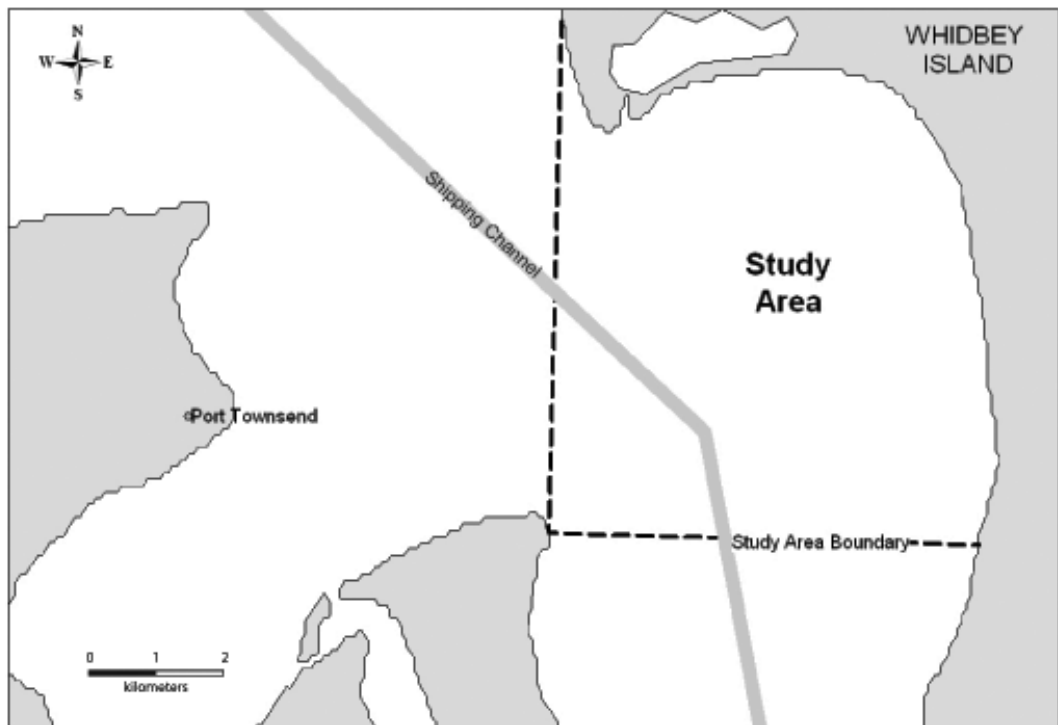 N
W E
S
WHIDBEY
ISLAND
Shipping Channel
Study
Area
Port Townsend
Study Area Boundary
0 1 2
kilometers